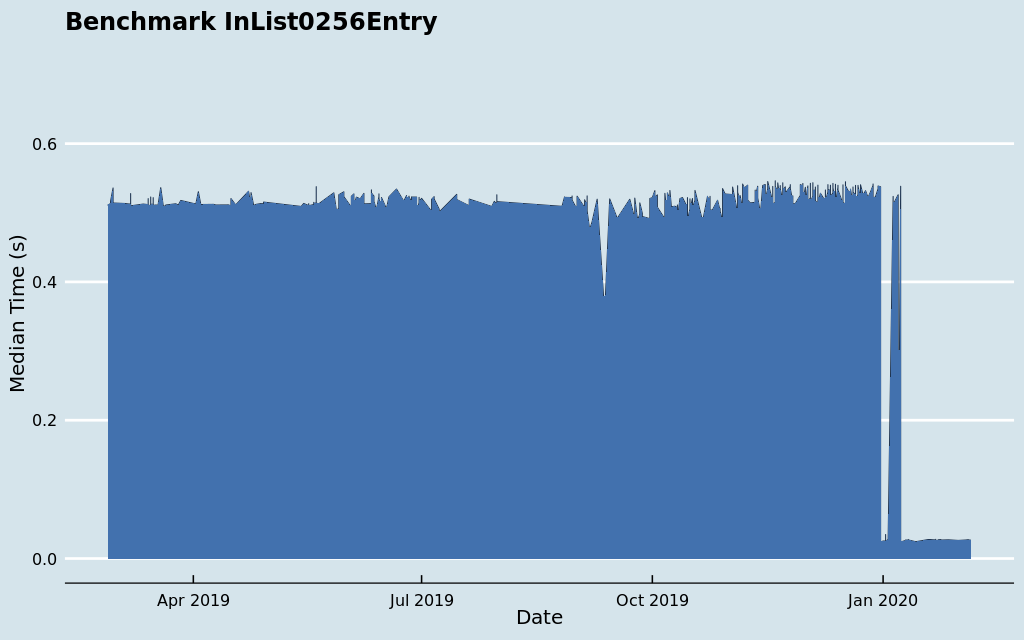 Benchmark InList0256Entry
0.6
0.4
0.2
0.0
Median Time (s)
Apr 2019
Jul 2019
Oct 2019
Jan 2020
Date